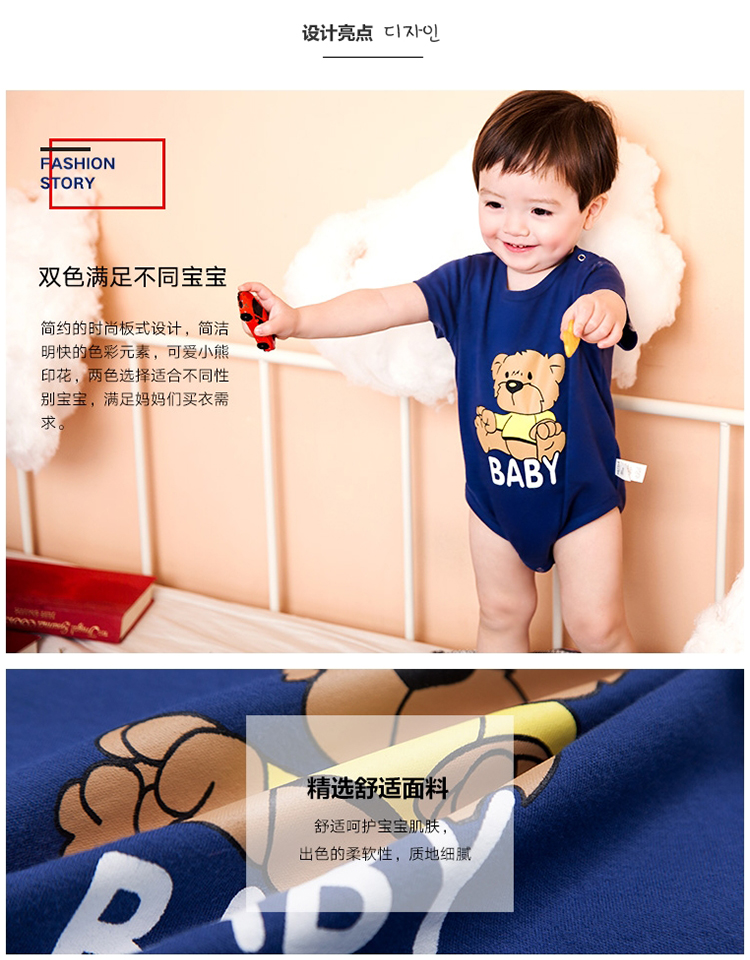 设计亮点 디자인
FASHION
STORY
双色满足不同宝宝
简约的时尚板式设计，简洁
明快的色彩元素，可爱小熊
印花，两色选择适合不同性
别宝宝，满足妈妈们买衣需
求。
BABY
精选舒适面料
舒适呵护宝宝肌肤，
出色的柔软性，质地细腻
BABY